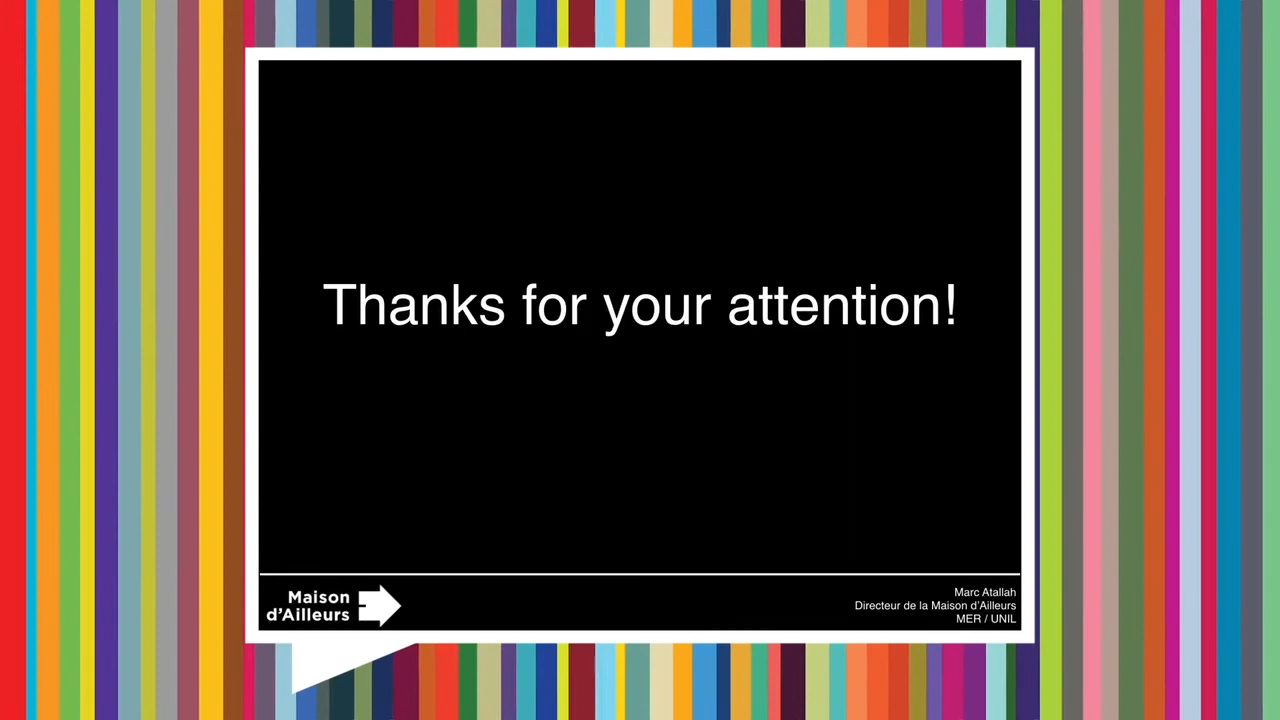 Thanks for your attention!
Maison
d'Ailleurs
Marc Atallah
Directeur de la Maison d'Ailleurs
MER / UNIL